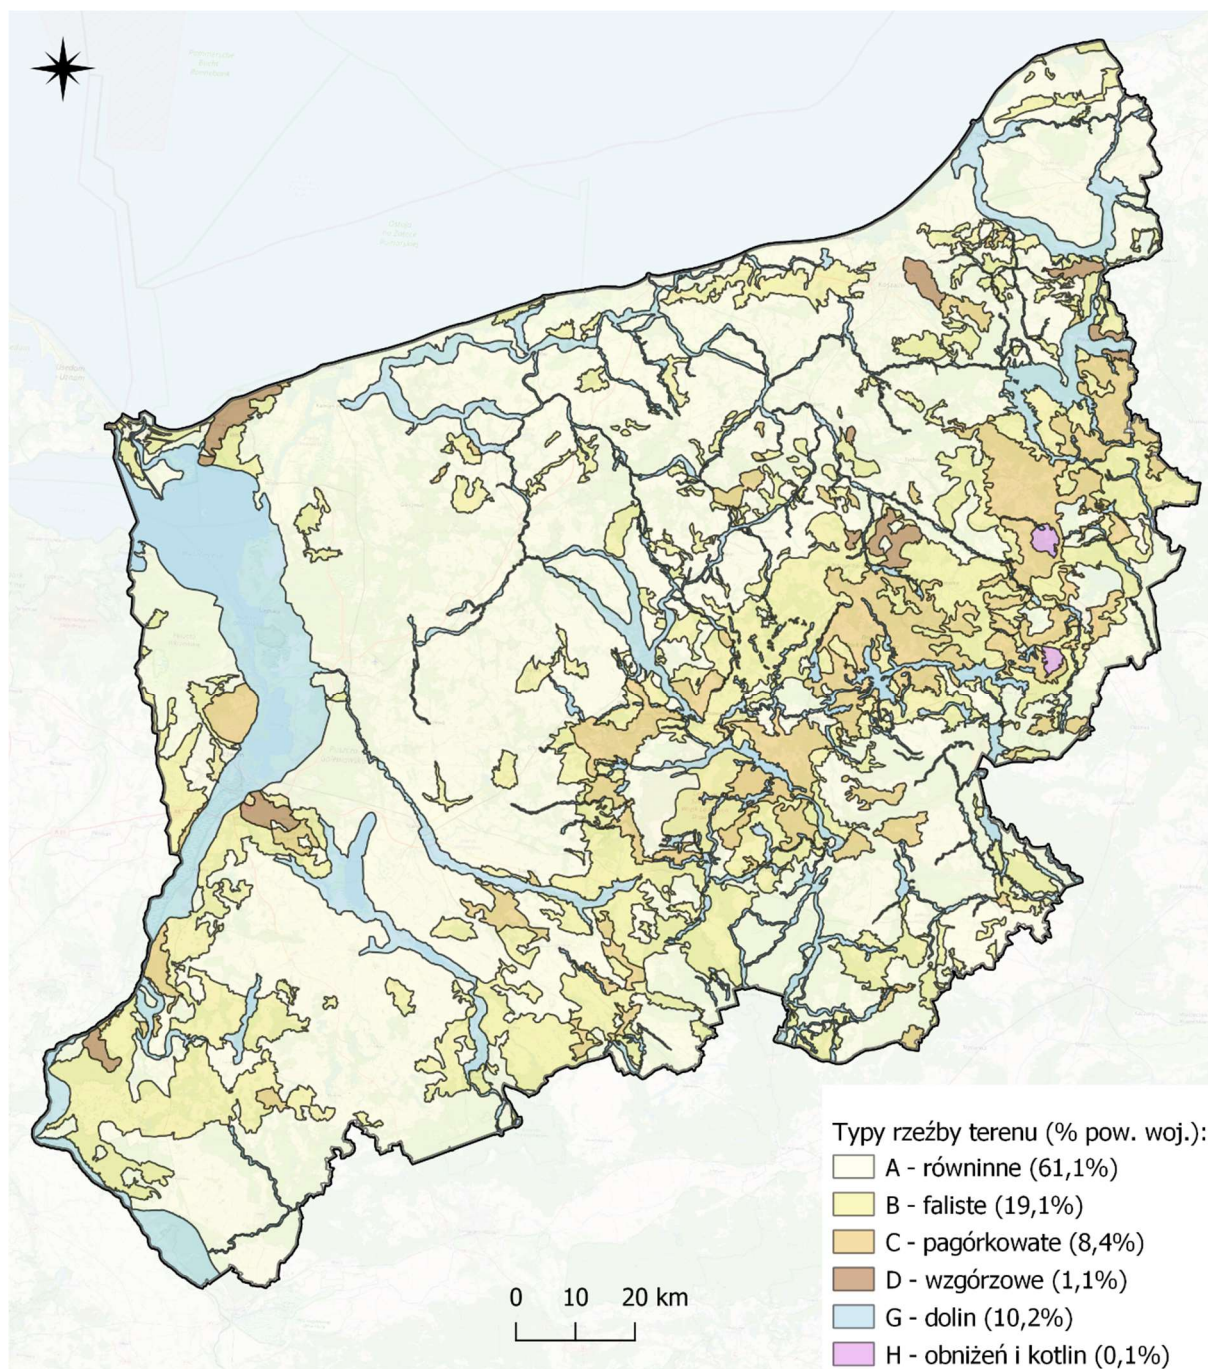 Typy rzeźby terenu (% pow. woj.):
A - równinne (61,1%)
B - faliste (19,1%)
C - pagórkowate (8,4%)
D - wzgórzowe (1,1%)
G - dolin (10,2%)
H - obniżeń i kotlin (0,1%)
0 10 20 km